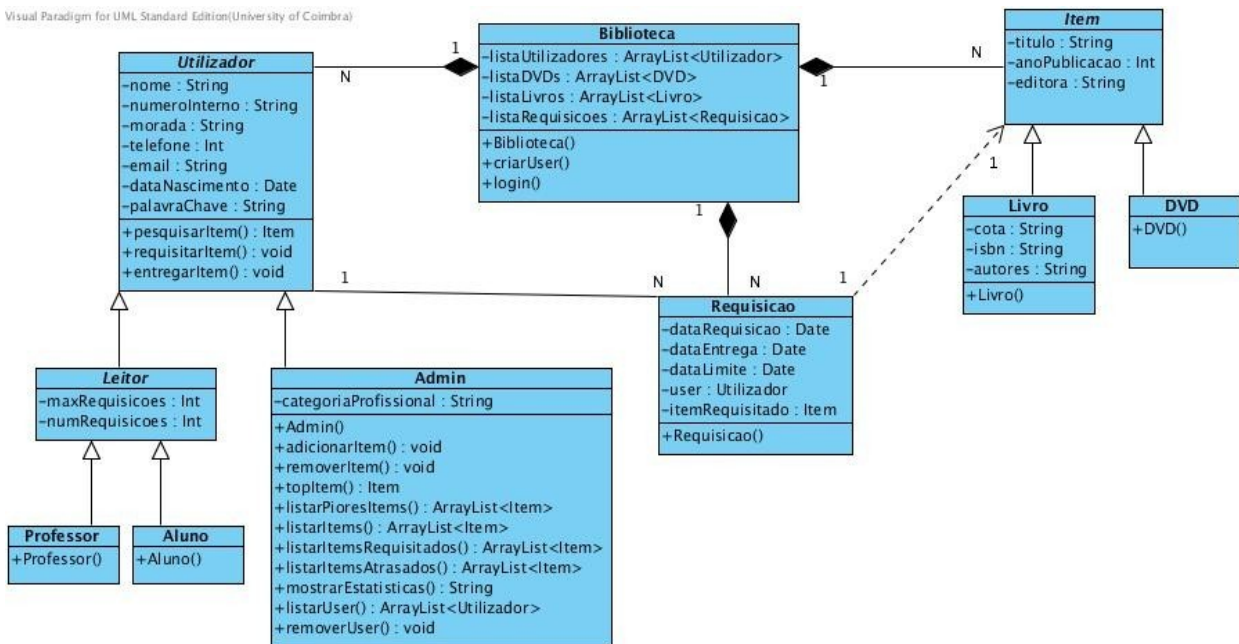 Visual Paradigm for UML Standard Edition(University of Coimbra)
Utilizador
-nome : String
-numeroInterno : String
-morada : String
-telefone : Int
-email : String
-dataNascimento : Date
-palavraChave : String
+pesquisarItem() : Item
+requisitarItem() : void
+entregarItem() : void
1
N
Biblioteca
-listaUtilizadores : ArrayList<Utilizador>
-listaDVDs : ArrayList<DVD>
-listaLivros : ArrayList<Livro>
-listaRequisicoes : ArrayList<Requisicao>
+Biblioteca()
+criarUser()
+login()
N
1
Item
-titulo : String
-anoPublicacao : Int
-editora : String
1
Livro
-cota : String
-isbn : String
-autores : String
+Livro()
DVD
+DVD()
1
1
N
N
1
Requisicao
-dataRequisicao : Date
-dataEntrega : Date
-dataLimite : Date
-user : Utilizador
-itemRequisitado : Item
+Requisicao()
Leitor
-maxRequisicoes : Int
-numRequisicoes : Int
Admin
-categoriaProfissional : String
+Admin()
+adicionarItem() : void
+removerItem() : void
+topItem() : Item
+listarPioresItems() : ArrayList<Item>
+listarItems() : ArrayList<Item>
+listarItemsRequisitados() : ArrayList<Item>
+listarItemsAtrasados() : ArrayList<Item>
+mostrarEstatisticas() : String
+listarUser() : ArrayList<Utilizador>
+removerUser() : void
Professor
+Professor()
Aluno
+Aluno()